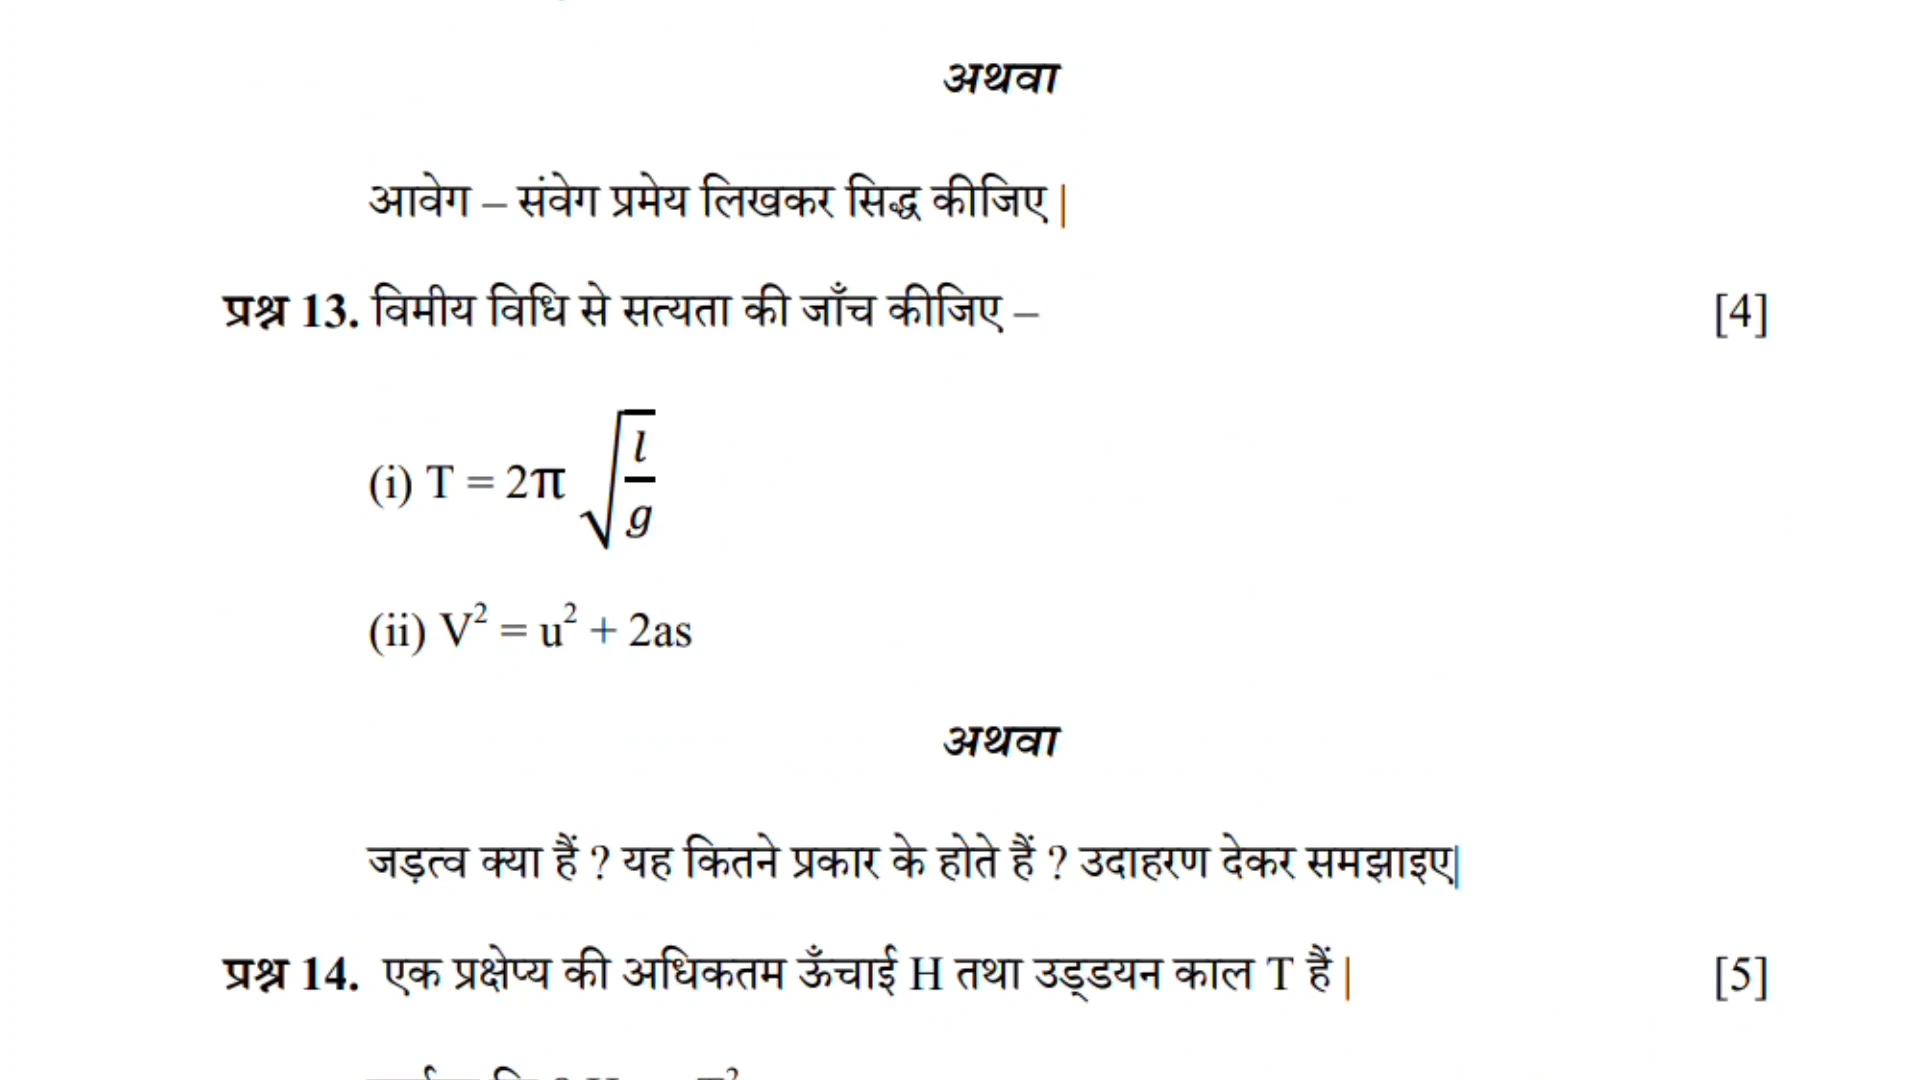 अथवा
आवेग – संवेग प्रमेय लिखकर सिद्ध कीजिए |
प्रश्न 13. विमीय विधि से सत्यता की जाँच कीजिए – [4]
(i) T = 2π √(l/g)
(ii) V² = u² + 2as
अथवा
जड़त्व क्या हैं ? यह कितने प्रकार के होते हैं ? उदाहरण देकर समझाइए|
प्रश्न 14. एक प्रक्षेप्य की अधिकतम ऊँचाई H तथा उड्डयन काल T हैं | [5]